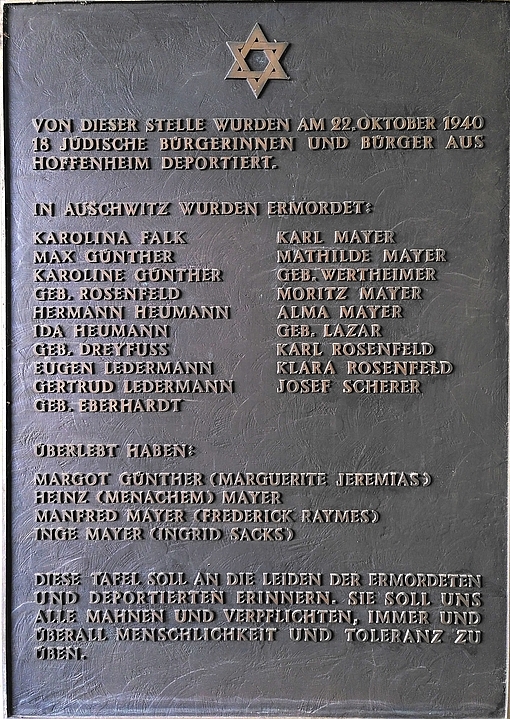 VON DIESER STELLE WURDEN AM 22.OKTOBER 1940
18 JÜDISCHE BÜRGERINNEN UND BÜRGER AUS
HOFFENHEIM DEPORTIERT.
IN AUSCHWITZ WURDEN ERMORDET:
KAROLINA FALK
MAX GÜNTHER
KAROLINE GÜNTHER
GEB. ROSENFELD
HERMANN HEUMANN
IDA HEUMANN
GEB. DREYFUSS
EUGEN LEDERMANN
GERTRUD LEDERMANN
GEB. EBERHARDT
KARL MAYER
MATHILDE MAYER
GEB. WERTHEIMER
MORITZ MAYER
ALMA MAYER
GEB. LAZAR
KARL ROSENFELD
KLARA ROSENFELD
JOSEF SCHERER
ÜBERLEBT HABEN:
MARGOT GÜNTHER (MARGUERITE JEREMIAS)
HEINZ (MENACHEM) MAYER
MANFRED MAYER (FREDERICK RAYMES)
INGE MAYER (INGRID SACKS)
DIESE TAFEL SOLL AN DIE LEIDEN DER ERMORDETEN
UND DEPORTIERTEN ERINNERN. SIE SOLL UNS
ALLE MAHNEN UND VERPFLICHTEN, IMMER UND
ÜBERALL MENSCHLICHKEIT UND TOLERANZ ZU
ÜBEN.